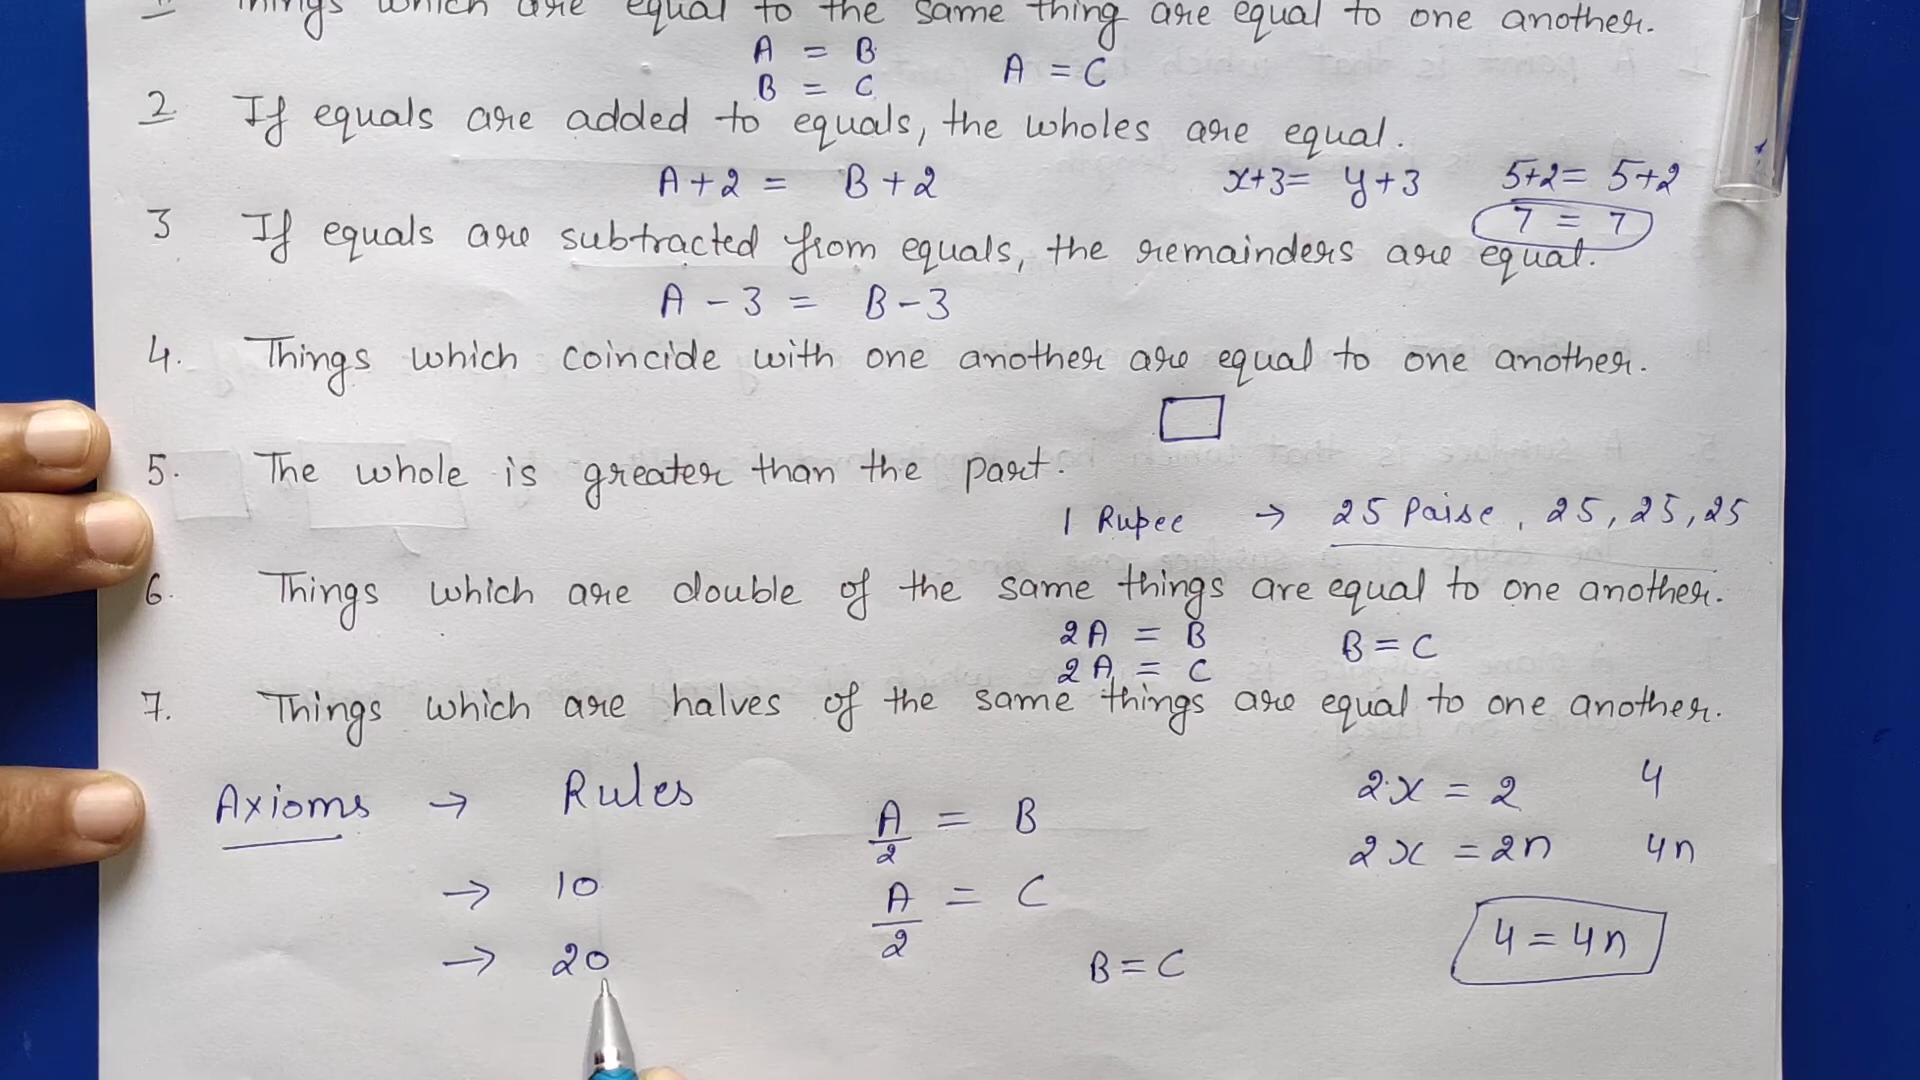 1 Things which are equal to the same thing are equal to one another.
A = B
B = C
A = C
2 If equals are added to equals, the wholes are equal.
A + 2 = B + 2
x+3 = y+3
5+2 = 5+2
7 = 7
3 If equals are subtracted from equals, the remainders are equal.
A - 3 = B - 3
4. Things which coincide with one another are equal to one another.
5. The whole is greater than the part.
1 Rupee → 25 Paise, 25, 25, 25
6. Things which are double of the same things are equal to one another.
2A = B
2A = C
B = C
7. Things which are halves of the same things are equal to one another.
Axioms → Rules
→ 10
→ 20
A/2 = B
A/2 = C
B = C
2x = 2 4
2x = 2n 4n
4 = 4n